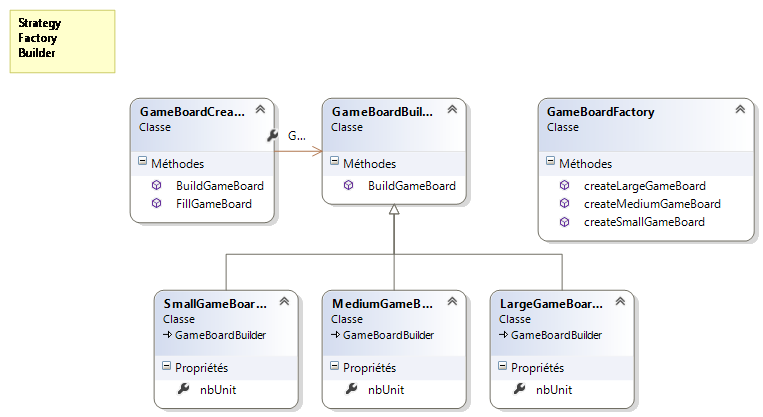 Strategy
Factory
Builder
GameBoardCrea...
Classe
Méthodes
BuildGameBoard
FillGameBoard
G...
GameBoardBuil...
Classe
Méthodes
BuildGameBoard
GameBoardFactory
Classe
Méthodes
createLargeGameBoard
createMediumGameBoard
createSmallGameBoard
SmallGameBoar...
Classe
GameBoardBuilder
Propriétés
nbUnit
MediumGameB...
Classe
GameBoardBuilder
Propriétés
nbUnit
LargeGameBoar...
Classe
GameBoardBuilder
Propriétés
nbUnit